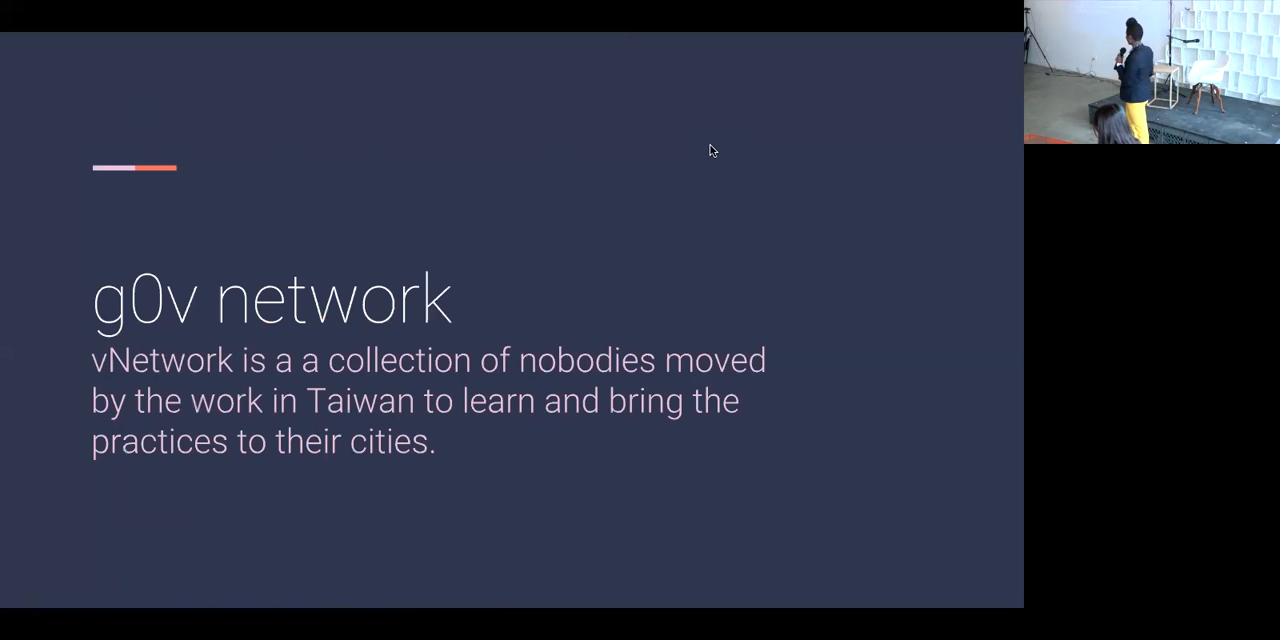 g0v network
vNetwork is a a collection of nobodies moved
by the work in Taiwan to learn and bring the
practices to their cities.